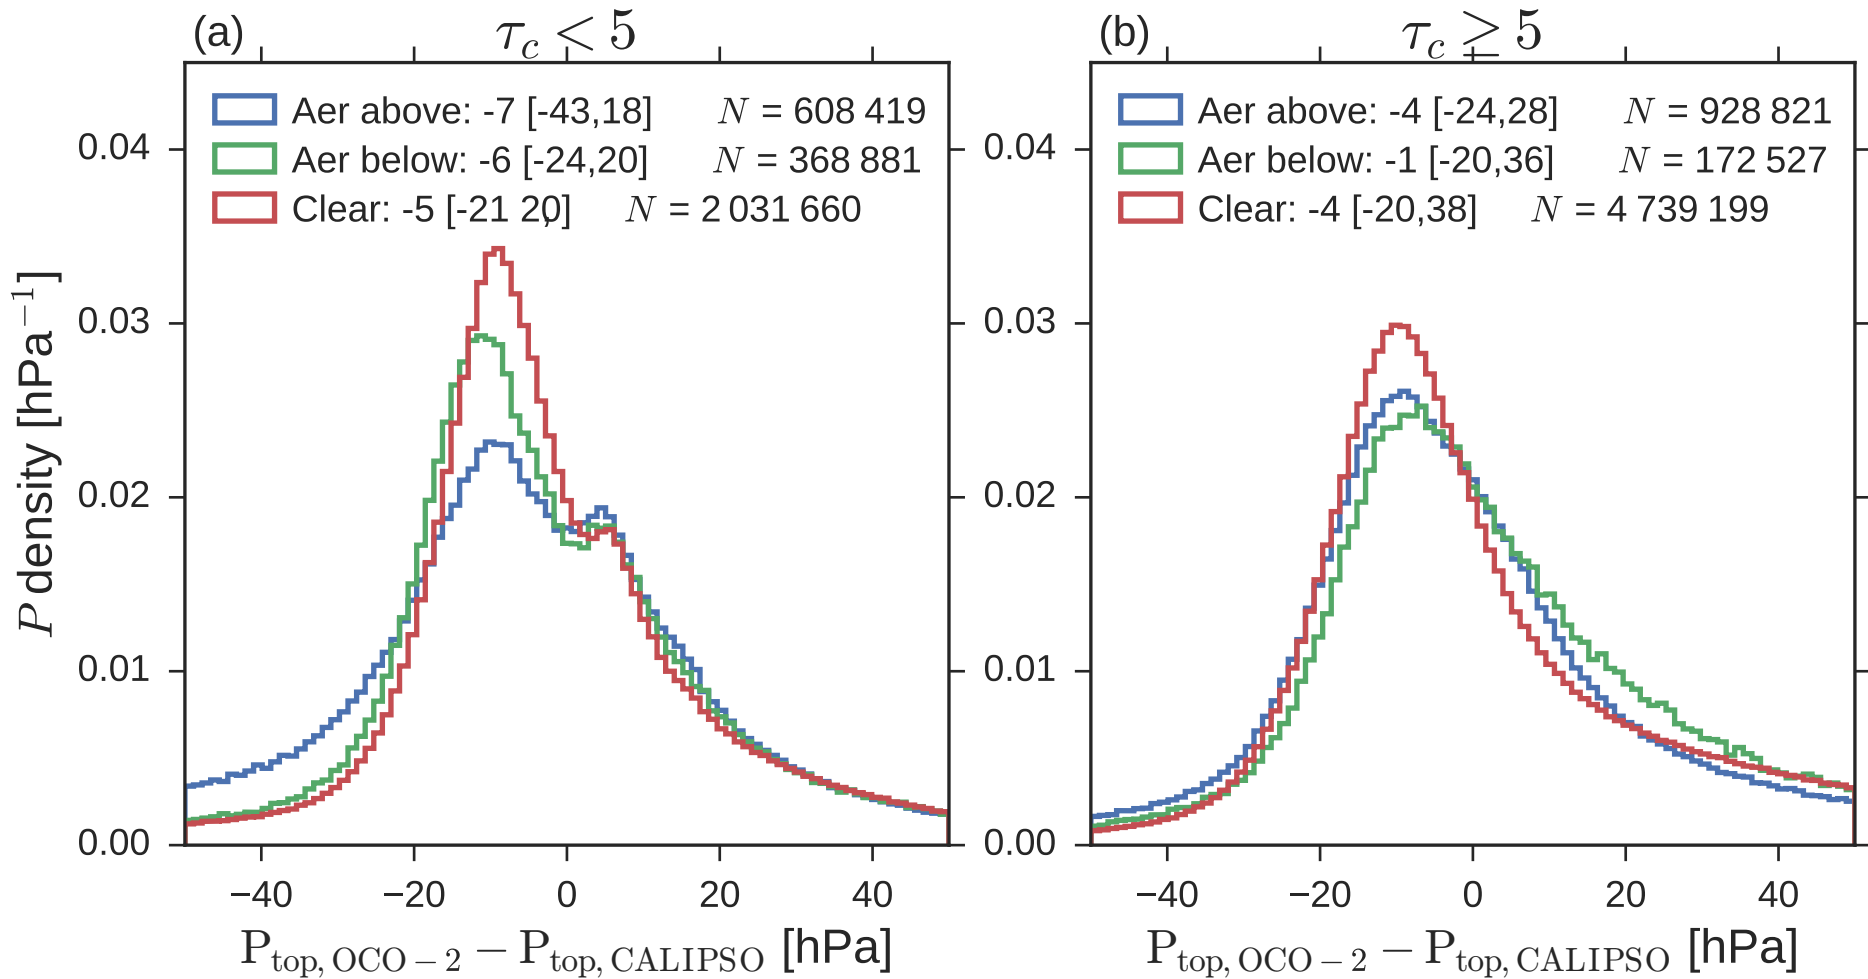 (a) τc < 5
Aer above: -7 [-43,18] N = 608 419
Aer below: -6 [-24,20] N = 368 881
Clear: -5 [-21 20,] N = 2 031 660
P density [hPa−1]
0.04
0.03
0.02
0.01
0.00
−40 −20 0 20 40
Ptop, OCO − 2 − Ptop, CALIPSO [hPa]
(b) τc ≥ 5
Aer above: -4 [-24,28] N = 928 821
Aer below: -1 [-20,36] N = 172 527
Clear: -4 [-20,38] N = 4 739 199
0.04
0.03
0.02
0.01
0.00
−40 −20 0 20 40
Ptop, OCO − 2 − Ptop, CALIPSO [hPa]